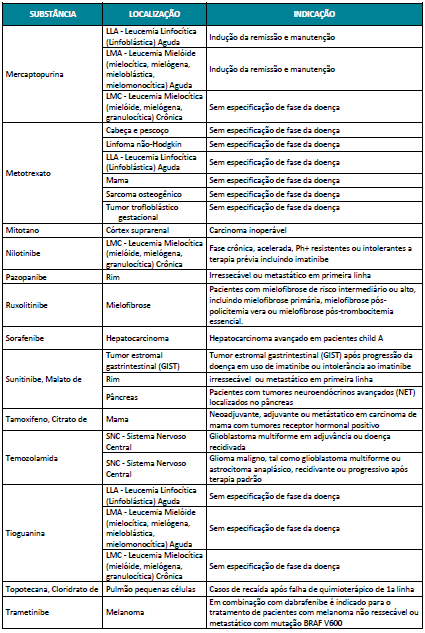 SUBSTÂNCIA LOCALIZAÇÃO INDICAÇÃO
Mercaptopurina
LLA - Leucemia Linfocítica
(Linfoblástica) Aguda
Indução da remissão e manutenção
LMA - Leucemia Mielóide
(mielocítica, mielógena,
mieloblástica,
mielomonocítica) Aguda
Indução da remissão e manutenção
LMC - Leucemia Mielocítica
(mielóide, mielógena,
granulocítica) Crônica
Sem especificação de fase da doença
Metotrexato
Cabeça e pescoço
Sem especificação de fase da doença
Linfoma não-Hodgkin
Sem especificação de fase da doença
LLA - Leucemia Linfocítica
(Linfoblástica) Aguda
Sem especificação de fase da doença
Mama
Sem especificação de fase da doença
Sarcoma osteogênico
Sem especificação de fase da doença
Tumor trofloblástico
gestacional
Sem especificação de fase da doença
Mitotano
Córtex suprarenal
Carcinoma inoperável
Nilotinibe
LMC - Leucemia Mielocítica
(mielóide, mielógena,
granulocítica) Crônica
Fase crônica, acelerada, Ph+ resistentes ou intolerantes a
terapia prévia incluindo imatinibe
Pazopanibe
Rim
Irressecável ou metastático em primeira linha
Ruxolitinibe
Mielofibrose
Pacientes com mielofibrose de risco intermediário ou alto,
incluindo mielofibrose primária, mielofibrose pós-
policitemia vera ou mielofibrose pós-trombocitemia
essencial.
Sorafenibe
Hepatocarcinoma
Hepatocarcinoma avançado em pacientes child A
Sunitinibe, Malato de
Tumor estromal
gastrintestinal (GIST)
Tumor estromal gastrintestinal (GIST) após progressão da
doença em uso de imatinibe ou intolerância ao imatinibe
Rim
irressecável ou metastático em primeira linha
Pâncreas
Pacientes com tumores neuroendócrinos avançados (NET)
localizados no pâncreas
Tamoxifeno, Citrato de
Mama
Neoadjuvante, adjuvante ou metástatico em carcinoma de
mama com tumores receptor hormonal positivo
Temozolamida
SNC - Sistema Nervoso
Central
Glioblastoma multiforme em adjuvância ou doença
recidivada
SNC - Sistema Nervoso
Central
Glioma maligno, tal como glioblastoma multiforme ou
astrocitoma anaplásico, recidivante ou progressivo após
terapia padrão
Tioguanina
LLA - Leucemia Linfocítica
(Linfoblástica) Aguda
Sem especificação de fase da doença
LMA - Leucemia Mielóide
(mielocítica, mielógena,
mieloblástica,
mielomonocítica) Aguda
Sem especificação de fase da doença
LMC - Leucemia Mielocítica
(mielóide, mielógena,
granulocítica) Crônica
Sem especificação de fase da doença
Topotecana, Cloridrato de
Pulmão pequenas células
Casos de recaída após falha de quimioterápico de 1a linha
Trametinibe
Melanoma
Em combinação com dabrafenibe é indicado para o
tratamento de pacientes com melanoma não ressecável ou
metastático com mutação BRAF V600